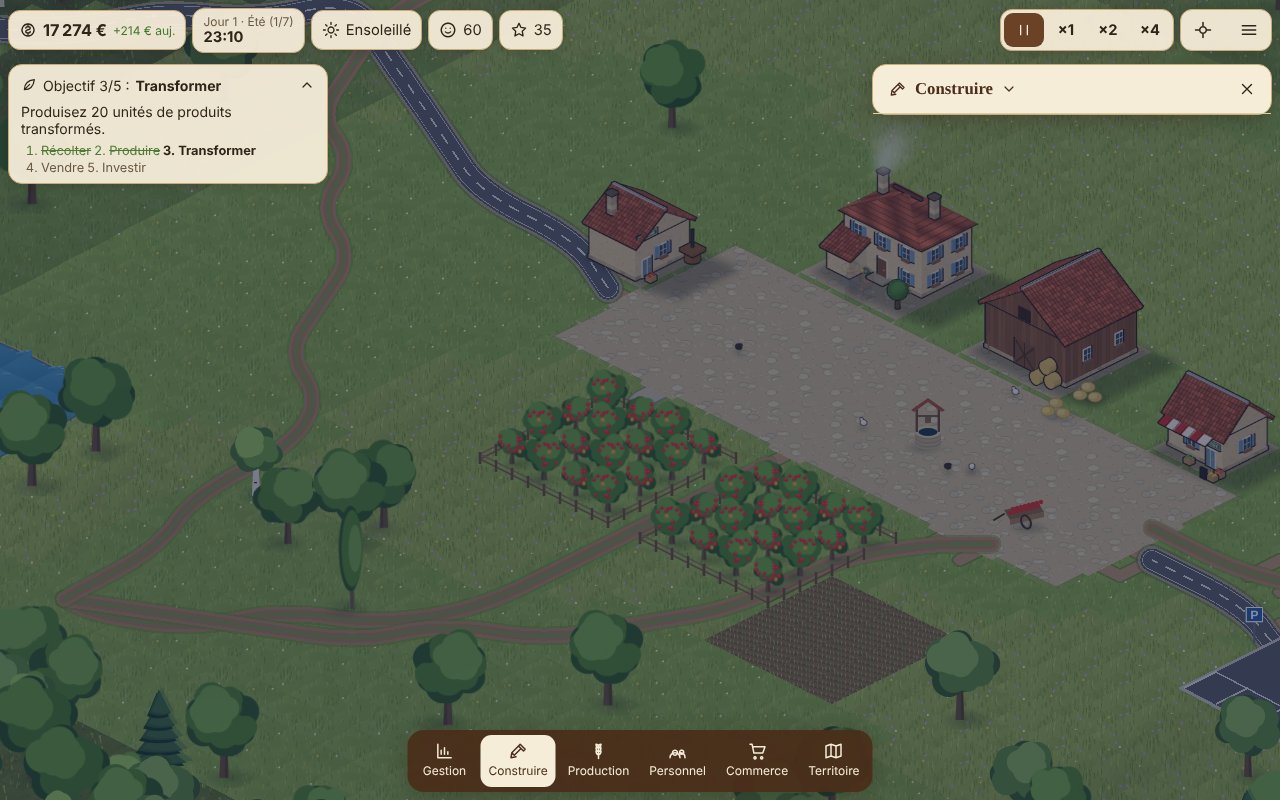 17 274 € +214 € auj.
Jour 1 · Été (1/7)
23:10
Ensoleillé
60
35
×1 ×2 ×4
Objectif 3/5 : Transformer
Produisez 20 unités de produits
transformés.
1. Récolter 2. Produire 3. Transformer
4. Vendre 5. Investir
Construire
P
Gestion
Construire
Production
Personnel
Commerce
Territoire